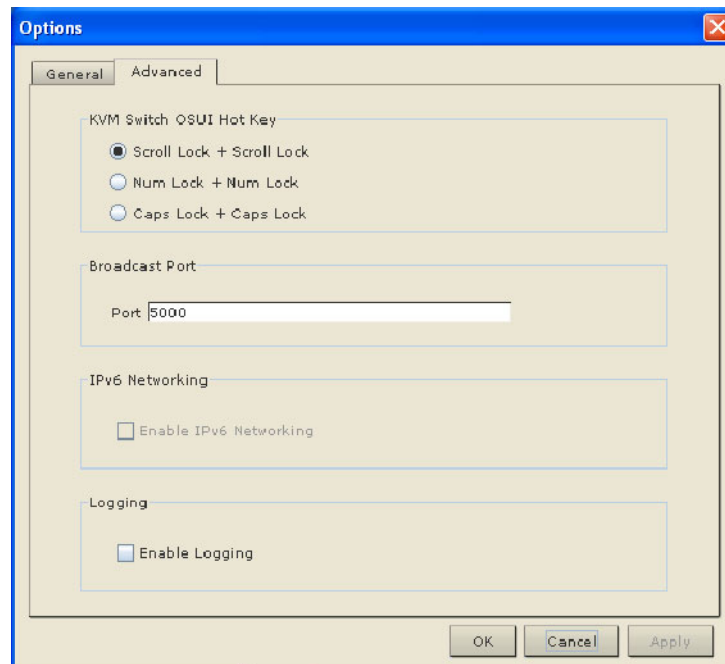 Options
General
Advanced
KVM Switch OSUI Hot Key
Scroll Lock + Scroll Lock
Num Lock + Num Lock
Caps Lock + Caps Lock
Broadcast Port
Port 5000
IPv6 Networking
Enable IPv6 Networking
Logging
Enable Logging
OK
Cancel
Apply